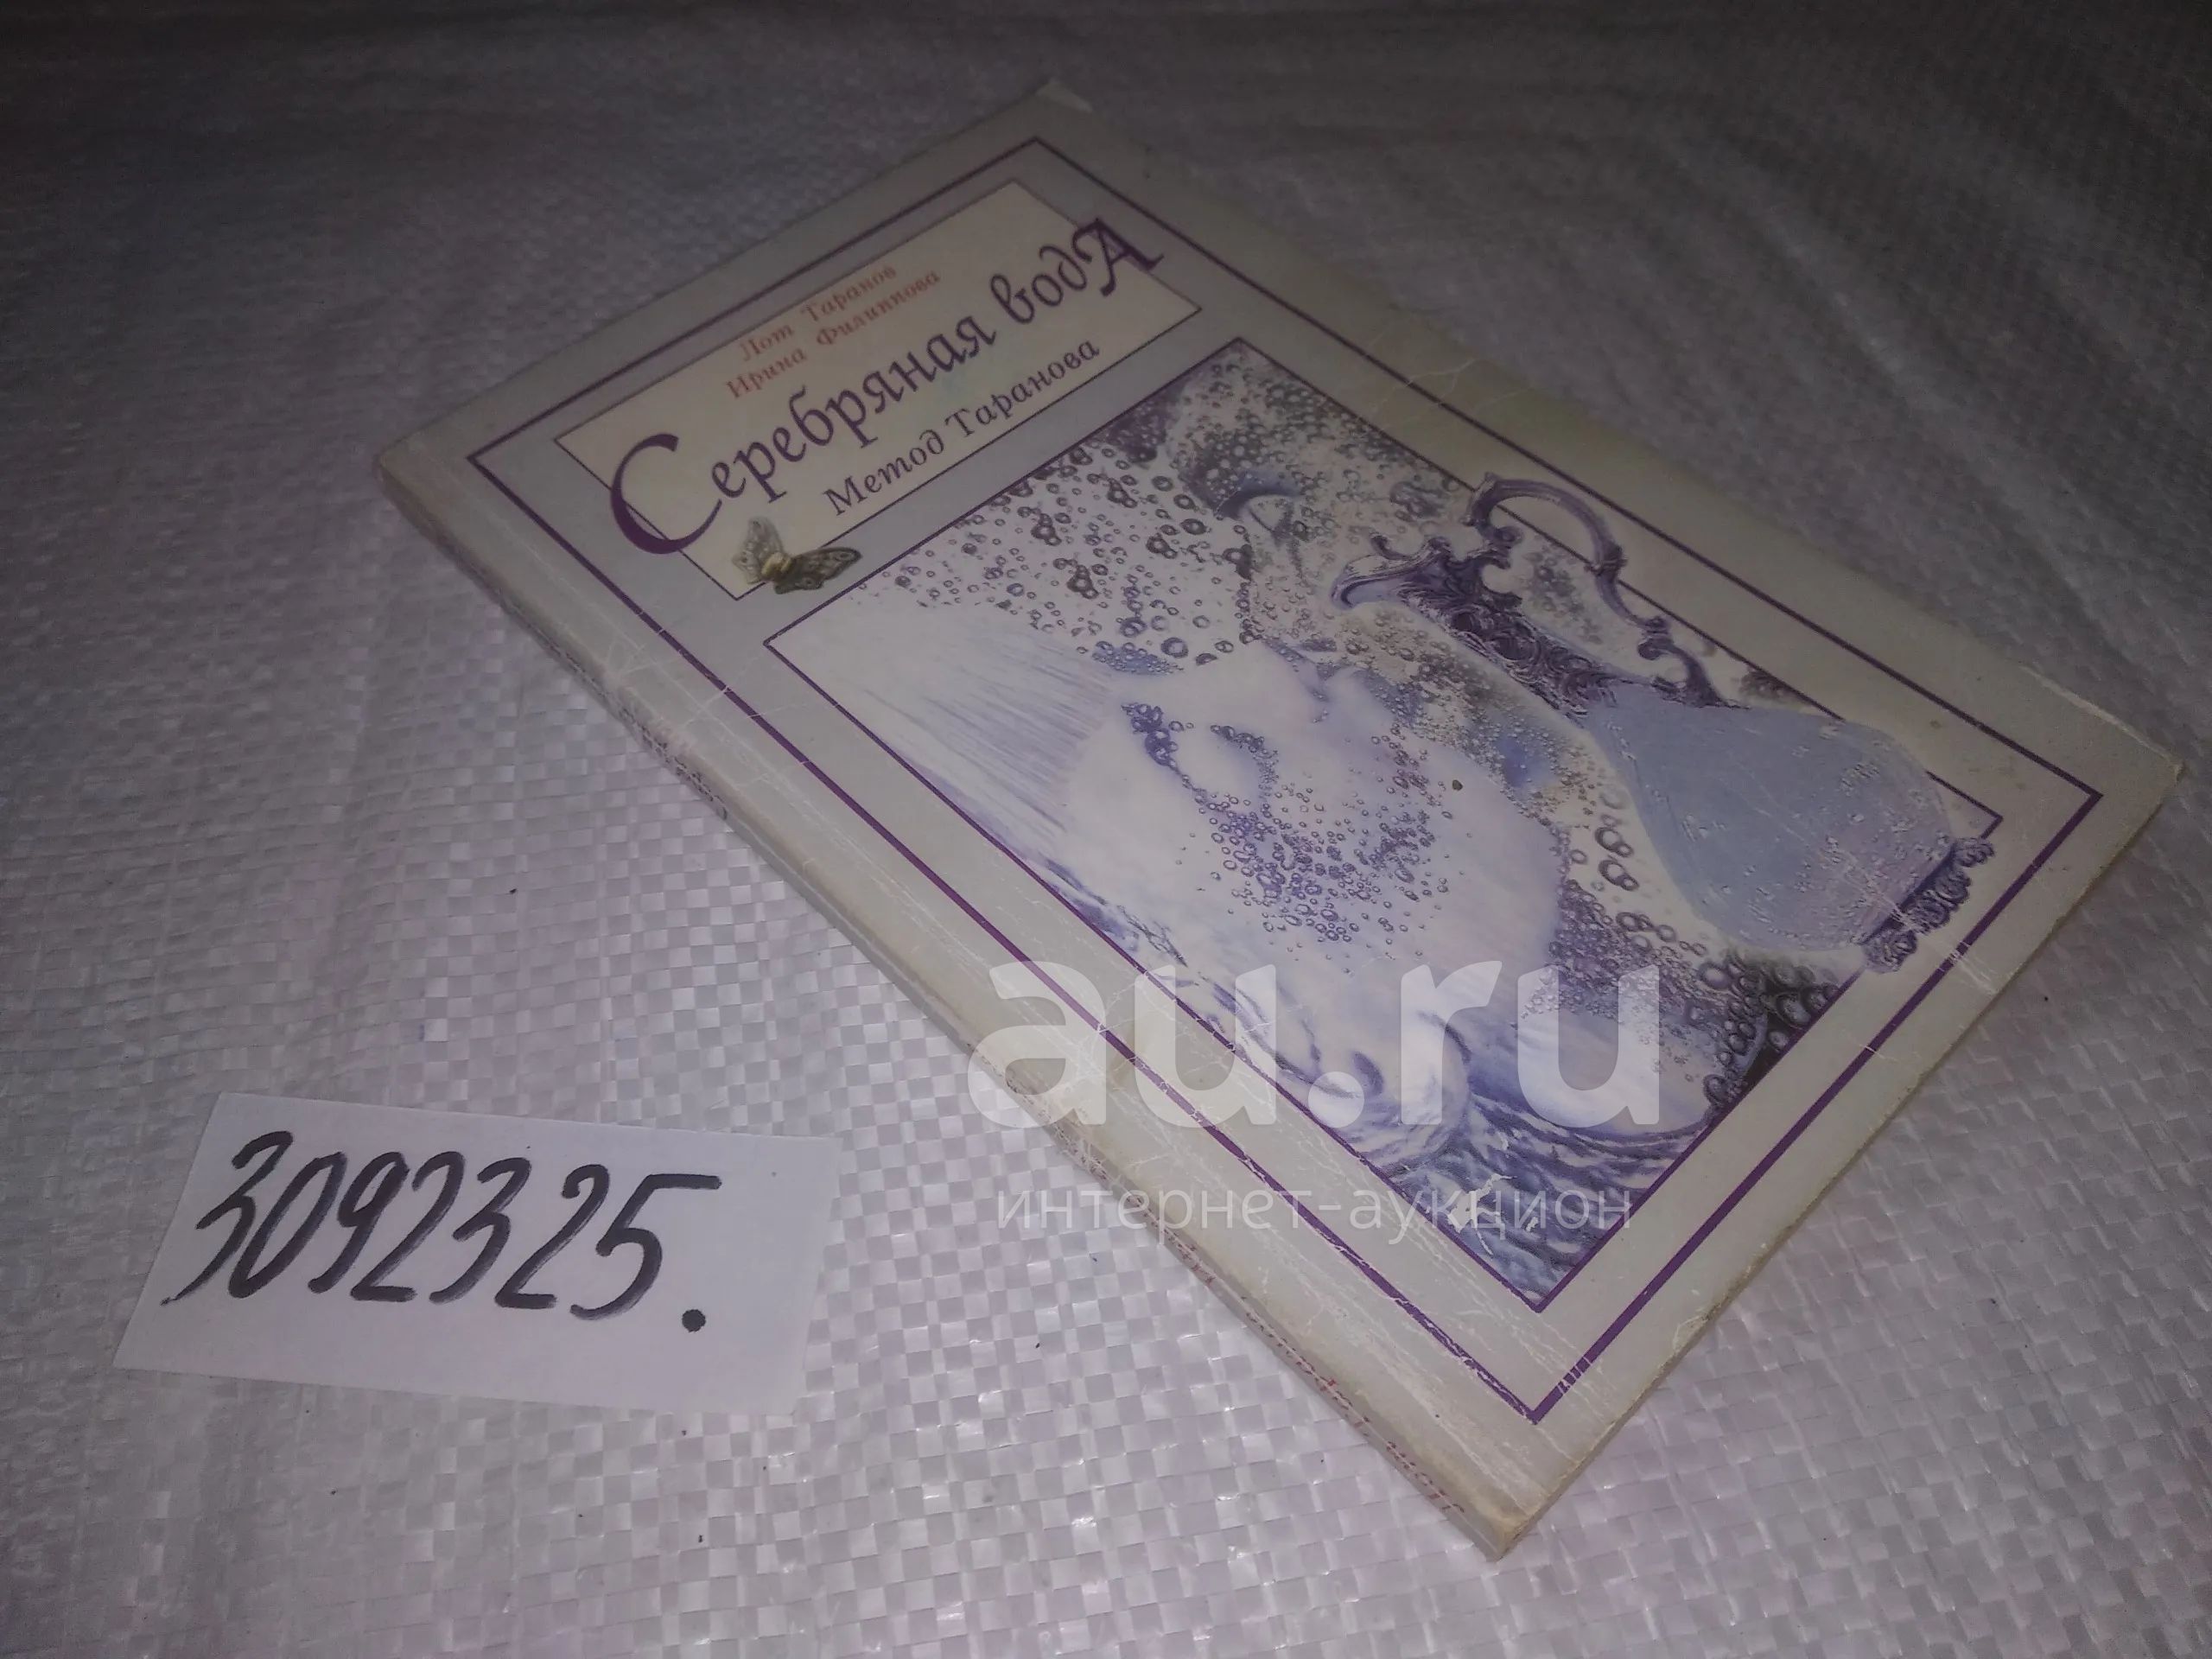 Лот Таранов
Ирина Филиппова
Серебряная водА
Метод Таранова
au.ru
интернет-аукцион
3092325.